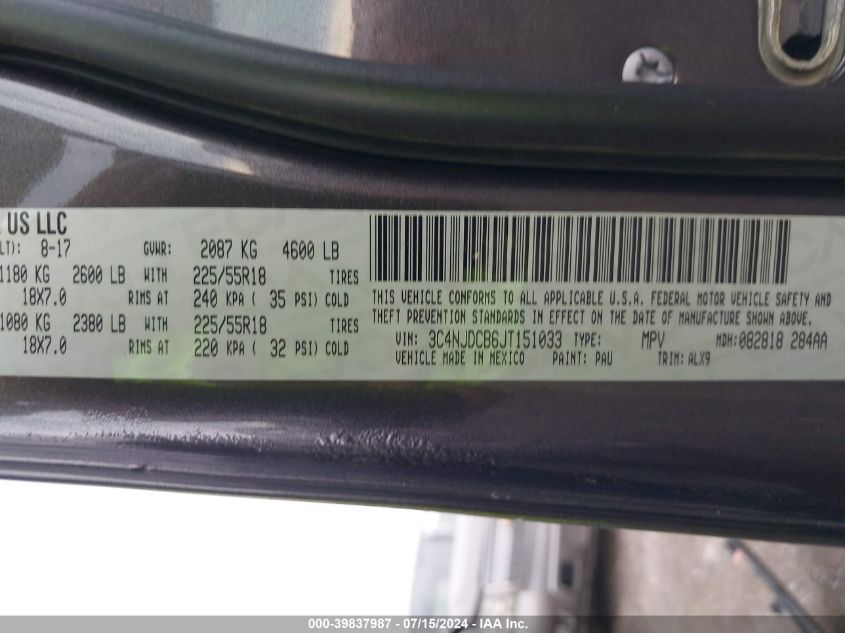 US LLC
LT): 8-17 GVWR: 2087 KG 4600 LB
1180 KG 2600 LB WITH 225/55R18 TIRES
18X7.0 RIMS AT 240 KPA ( 35 PSI) COLD
1080 KG 2380 LB WITH 225/55R18 TIRES
18X7.0 RIMS AT 220 KPA ( 32 PSI) COLD
THIS VEHICLE CONFORMS TO ALL APPLICABLE U.S.A. FEDERAL MOTOR VEHICLE SAFETY AND
THEFT PREVENTION STANDARDS IN EFFECT ON THE DATE OF MANUFACTURE SHOWN ABOVE.
VIN: 3C4NJDCB6JT151033 TYPE: MPV MDH:082818 284AA
VEHICLE MADE IN MEXICO PAINT: PAU TRIM: ALX9
000-39837987 - 07/15/2024 - IAA Inc.